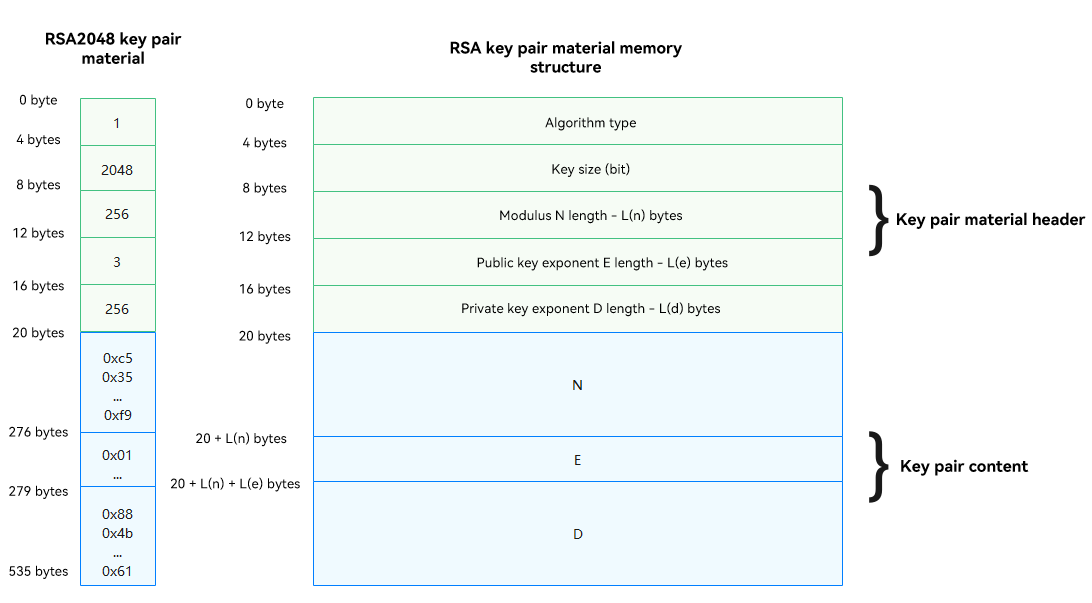 RSA2048 key pair
material
0 byte
1
4 bytes
2048
8 bytes
256
12 bytes
3
16 bytes
256
20 bytes
0xc5
0x35
...
0xf9
276 bytes
0x01
...
279 bytes
0x88
0x4b
...
0x61
535 bytes
RSA key pair material memory
structure
0 byte
Algorithm type
4 bytes
Key size (bit)
8 bytes
Modulus N length - L(n) bytes
12 bytes
Public key exponent E length - L(e) bytes
16 bytes
Private key exponent D length - L(d) bytes
20 bytes
N
20 + L(n) bytes
E
20 + L(n) + L(e) bytes
D
Key pair material header
Key pair content